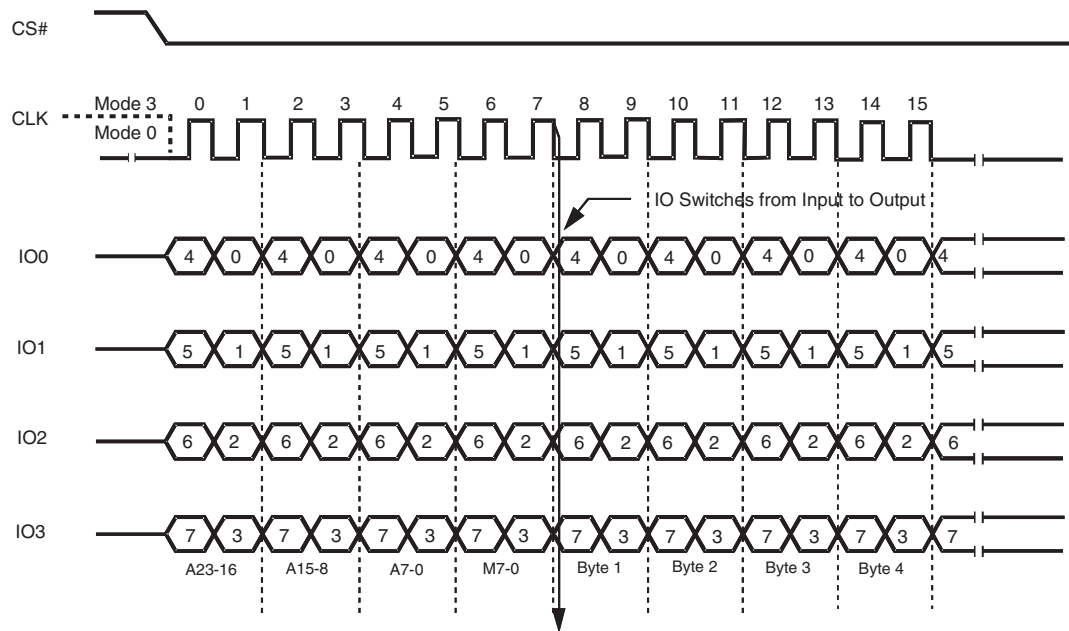 CS#
Mode 3
CLK
Mode 0
0 1 2 3 4 5 6 7 8 9 10 11 12 13 14 15
IO Switches from Input to Output
IO0
4 0 4 0 4 0 4 0 4 0 4 0 4 0 4 0 4
IO1
5 1 5 1 5 1 5 1 5 1 5 1 5 1 5 1 5
IO2
6 2 6 2 6 2 6 2 6 2 6 2 6 2 6 2 6
IO3
7 3 7 3 7 3 7 3 7 3 7 3 7 3 7 3 7
A23-16 A15-8 A7-0 M7-0 Byte 1 Byte 2 Byte 3 Byte 4